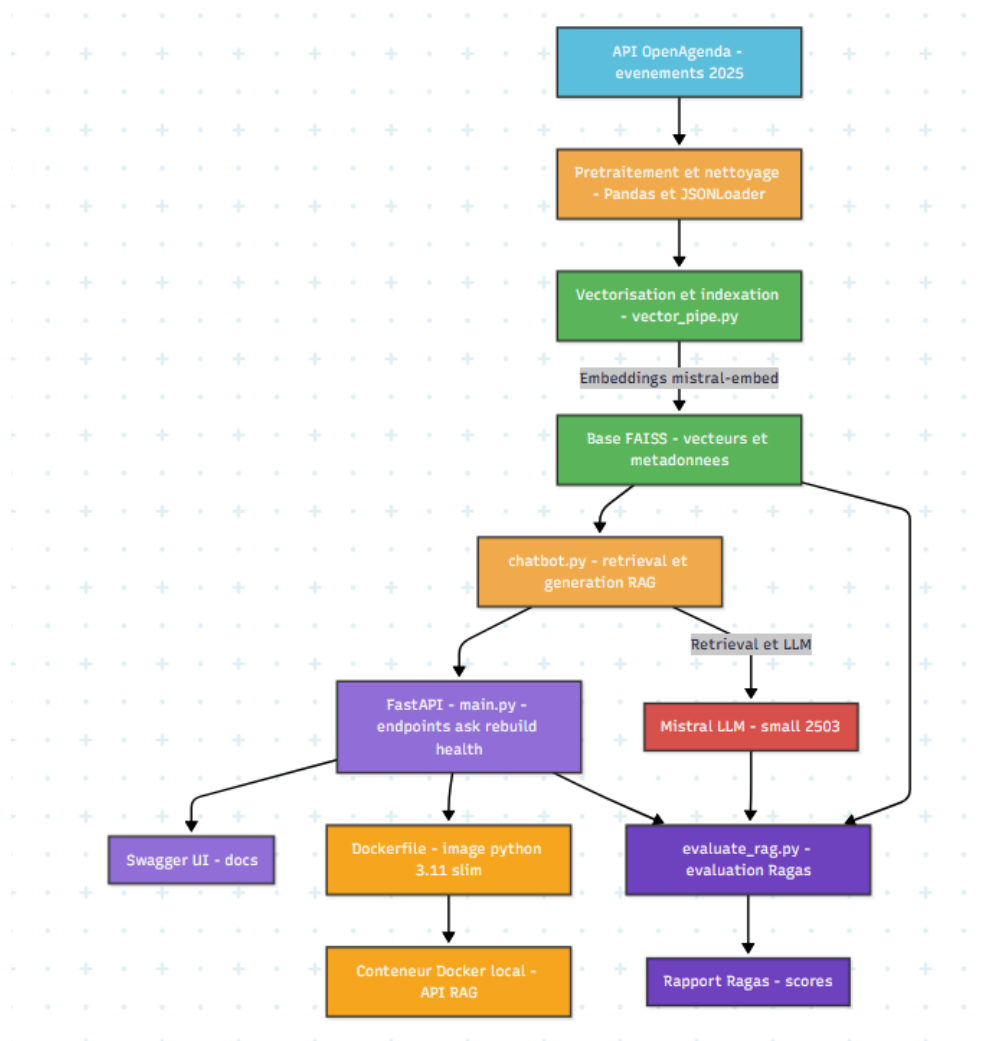 API OpenAgenda -
evenements 2025
Pretraitement et nettoyage
- Pandas et JSONLoader
Vectorisation et indexation
- vector_pipe.py
Embeddings mistral-embed
Base FAISS - vecteurs et
metadonnees
chatbot.py - retrieval et
generation RAG
Retrieval et LLM
FastAPI - main.py -
endpoints ask rebuild
health
Mistral LLM - small 2503
Swagger UI - docs
Dockerfile - image python
3.11 slim
evaluate_rag.py -
evaluation Ragas
Conteneur Docker local -
API RAG
Rapport Ragas - scores